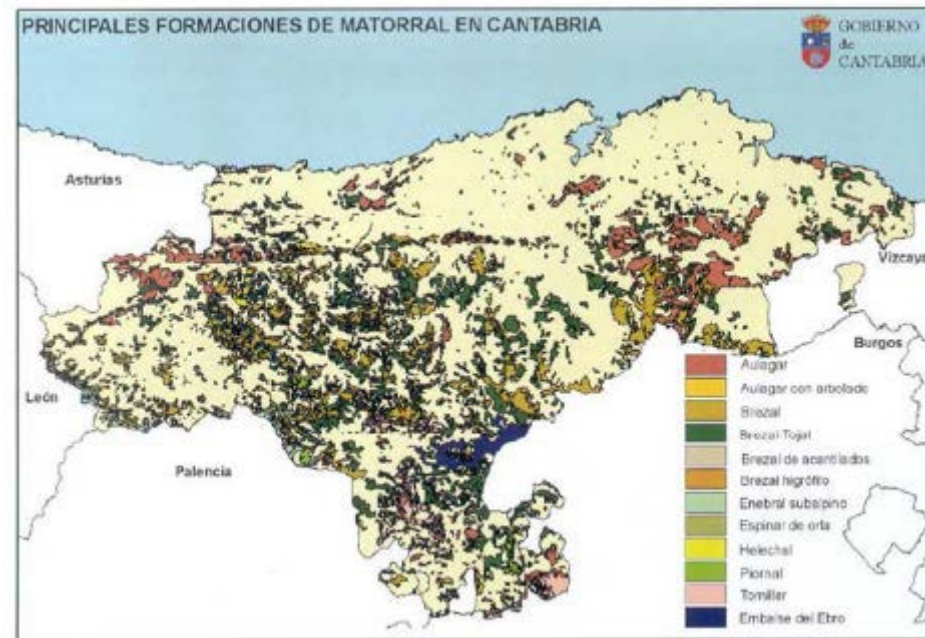 PRINCIPALES FORMACIONES DE MATORRAL EN CANTABRIA
GOBIERNO
de
CANTABRIA
Asturias
Vizcaya
Burgos
León
Palencia
Aulagar
Aulagar con arbolado
Brezal
Brezal-Tojal
Brezal de acantilados
Brezal higrófilo
Enebral subalpino
Espinar de orla
Helechal
Piornal
Tomillar
Embalse del Ebro